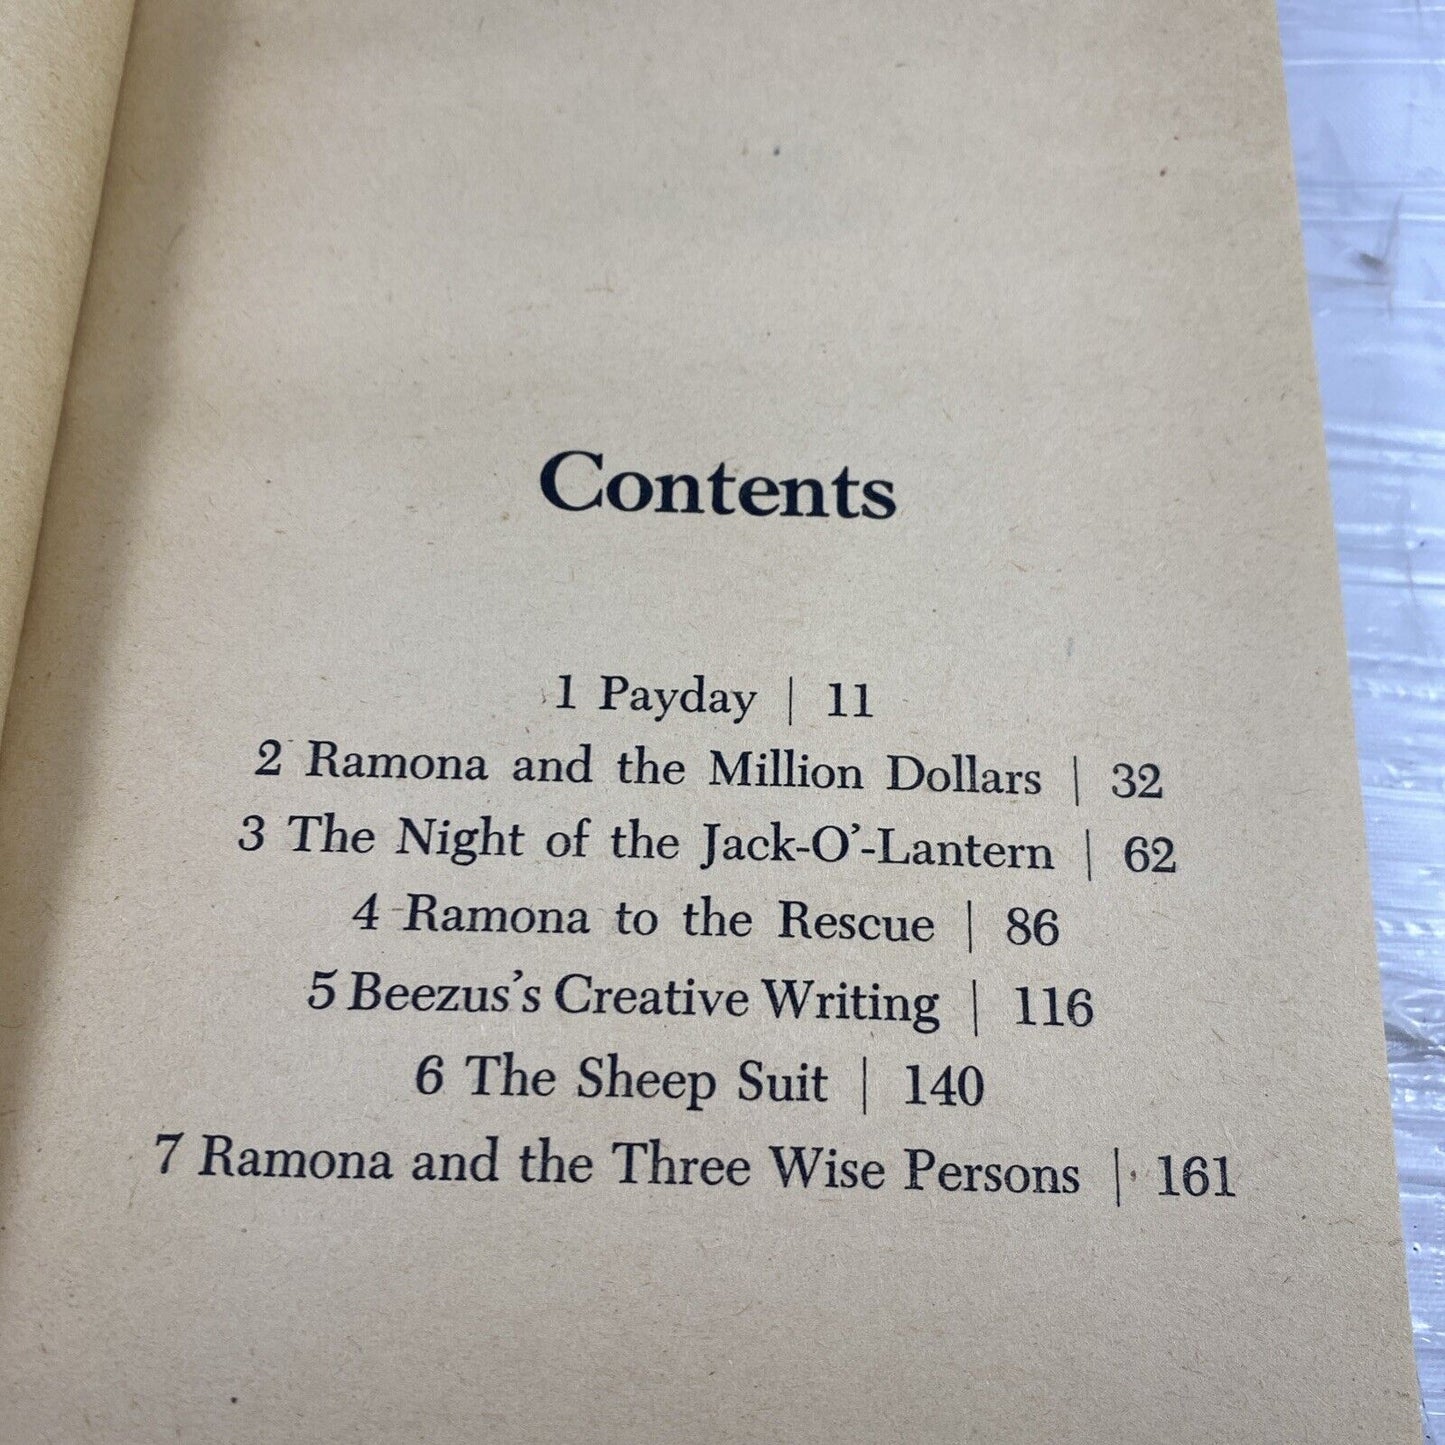 Contents
1 Payday | 11
2 Ramona and the Million Dollars | 32
3 The Night of the Jack-O’-Lantern | 62
4 Ramona to the Rescue | 86
5 Beezus’s Creative Writing | 116
6 The Sheep Suit | 140
7 Ramona and the Three Wise Persons | 161